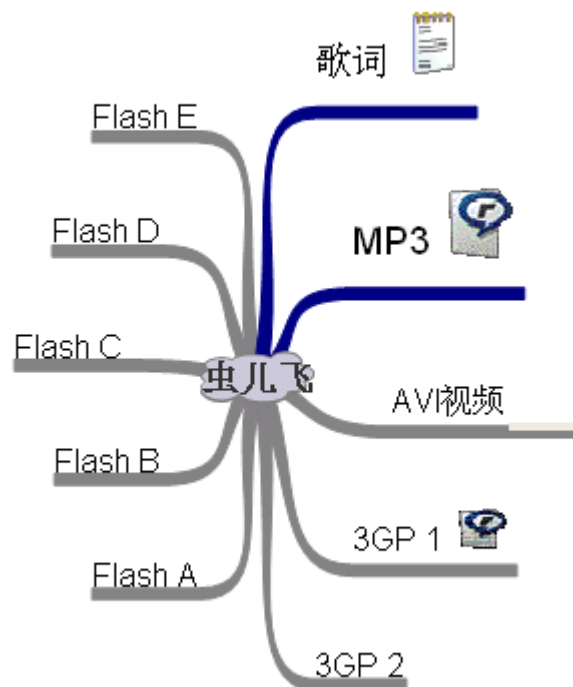 歌词
Flash E
Flash D
MP3
Flash C
虫儿飞
AVI视频
Flash B
3GP 1
Flash A
3GP 2